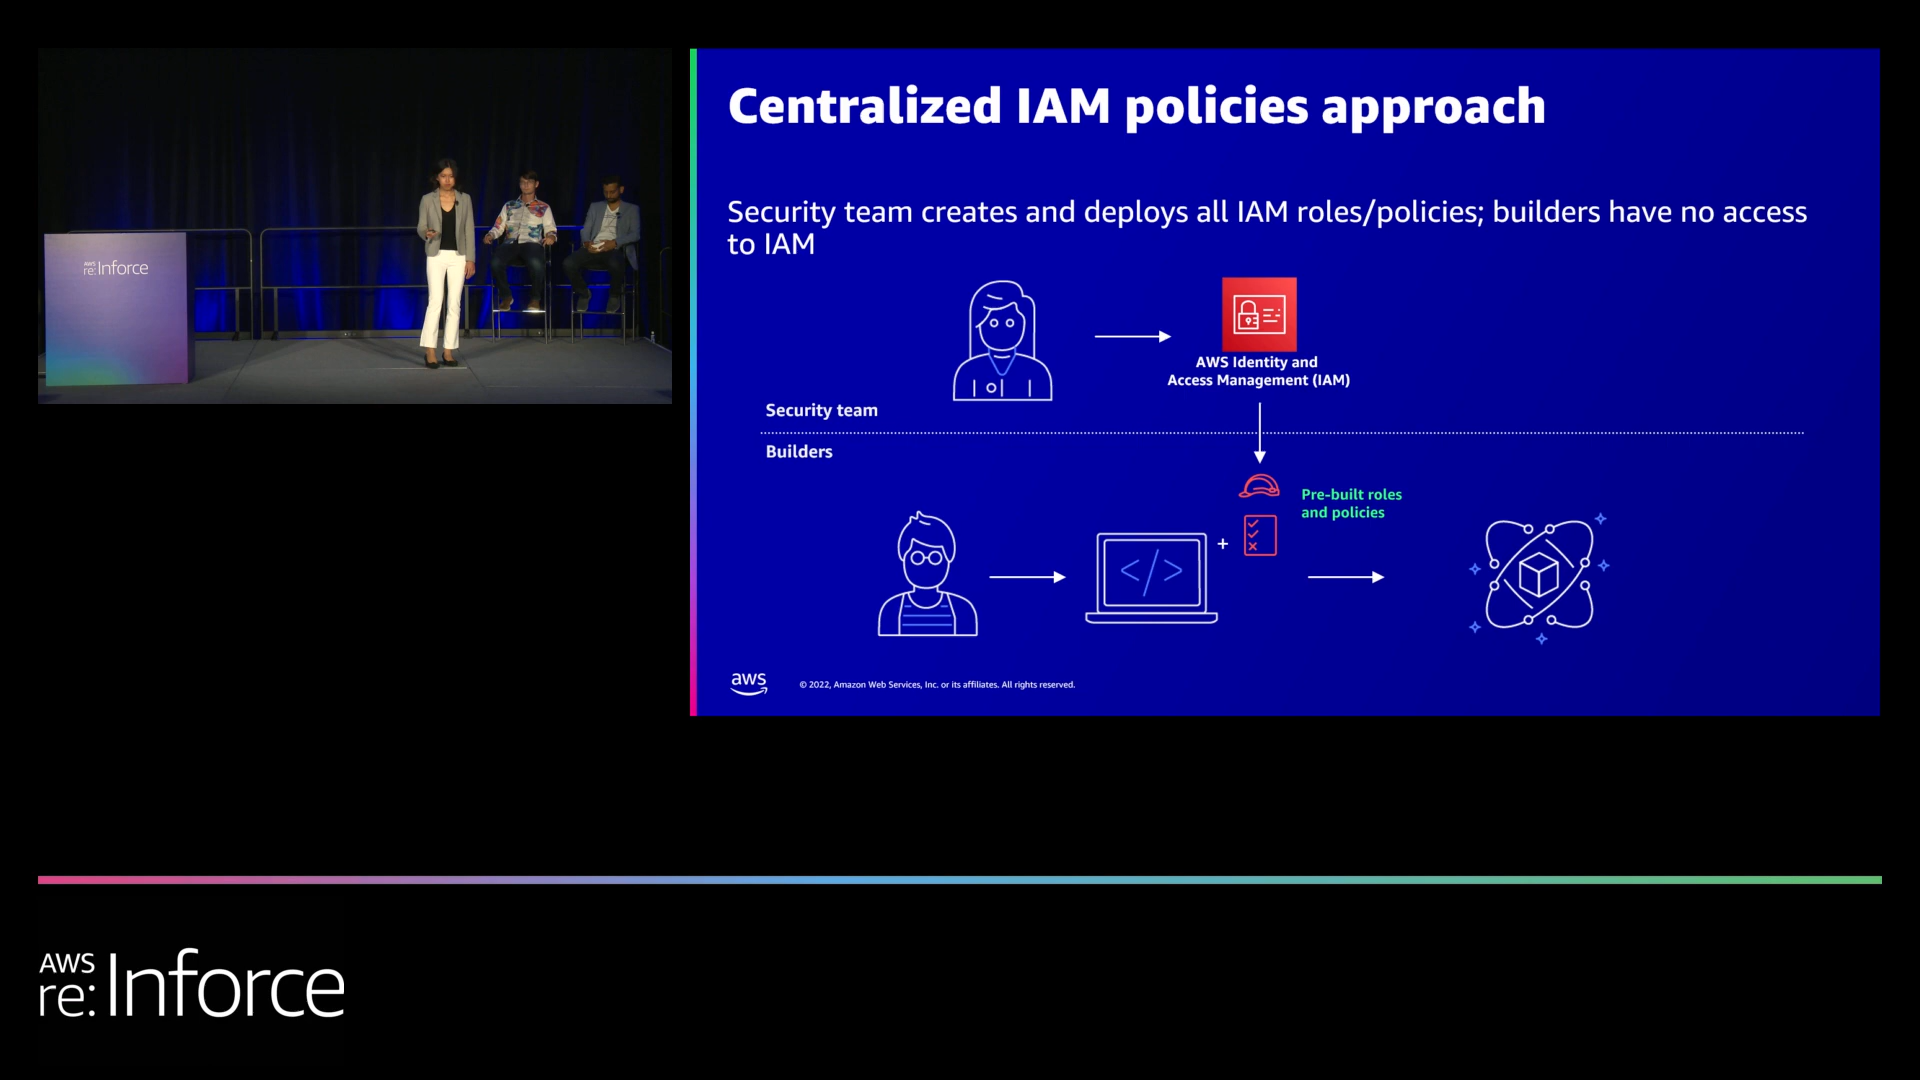 AWS
re:Inforce
Centralized IAM policies approach
Security team creates and deploys all IAM roles/policies; builders have no access
to IAM
AWS Identity and
Access Management (IAM)
Security team
Builders
Pre-built roles
and policies
</>
+
aws
© 2022, Amazon Web Services, Inc. or its affiliates. All rights reserved.
AWS
re:Inforce